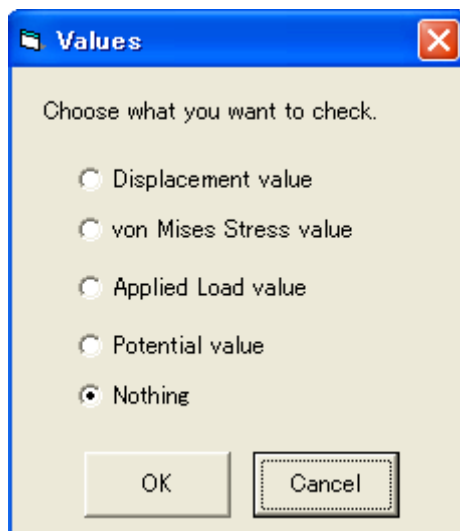 Values
Choose what you want to check.
Displacement value
von Mises Stress value
Applied Load value
Potential value
Nothing
OK
Cancel